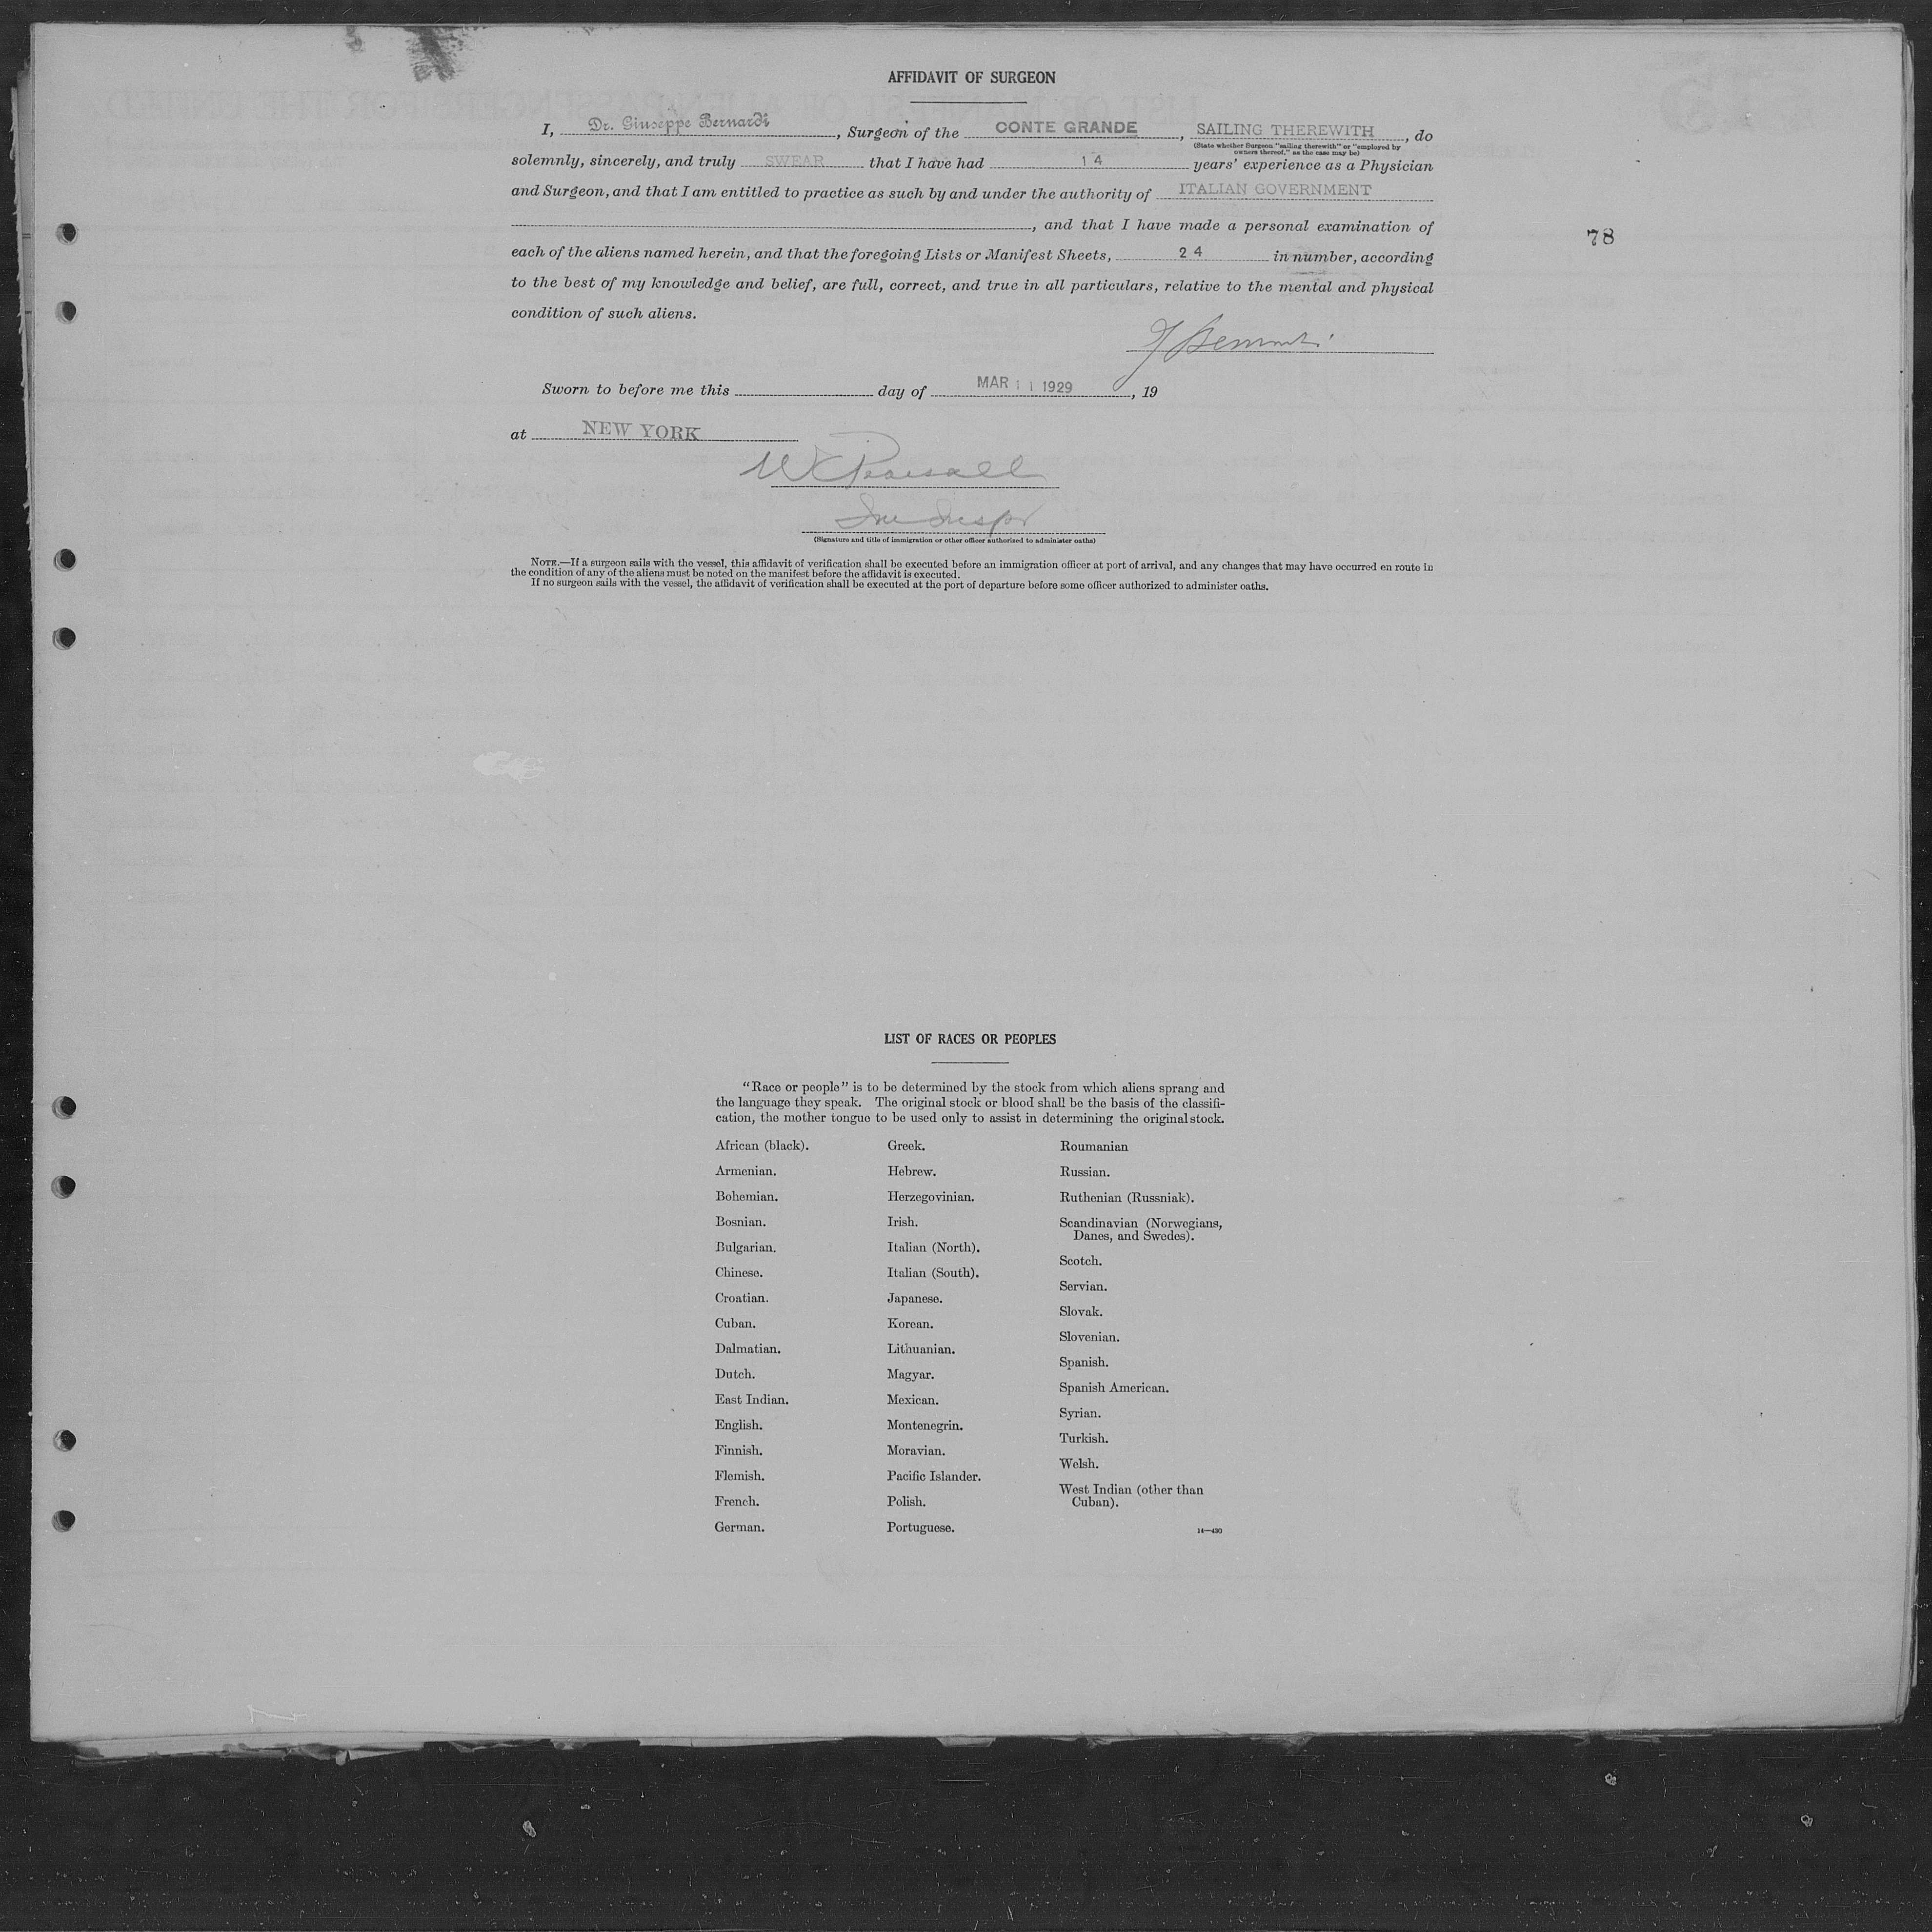 AFFIDAVIT OF SURGEON
I, Dr. Giuseppe Bernardi, Surgeon of the CONTE GRANDE, SAILING THEREWITH, do
(State whether Surgeon "sailing therewith" or "employed by
owners thereof," as the case may be)
solemnly, sincerely, and truly SWEAR that I have had 14 years' experience as a Physician
and Surgeon, and that I am entitled to practice as such by and under the authority of ITALIAN GOVERNMENT
, and that I have made a personal examination of
78
each of the aliens named herein, and that the foregoing Lists or Manifest Sheets, 24 in number, according
to the best of my knowledge and belief, are full, correct, and true in all particulars, relative to the mental and physical
condition of such aliens.
Sworn to before me this day of MAR 11 1929, 19
at NEW YORK
W Pearsall
(Signature and title of immigration or other officer authorized to administer oaths)
NOTE.—If a surgeon sails with the vessel, this affidavit of verification shall be executed before an immigration officer at port of arrival, and any changes that may have occurred en route in
the condition of any of the aliens must be noted on the manifest before the affidavit is executed.
If no surgeon sails with the vessel, the affidavit of verification shall be executed at the port of departure before some officer authorized to administer oaths.
LIST OF RACES OR PEOPLES
"Race or people" is to be determined by the stock from which aliens sprang and
the language they speak. The original stock or blood shall be the basis of the classifi-
cation, the mother tongue to be used only to assist in determining the original stock.
African (black).
Armenian.
Bohemian.
Bosnian.
Bulgarian.
Chinese.
Croatian.
Cuban.
Dalmatian.
Dutch.
East Indian.
English.
Finnish.
Flemish.
French.
German.
Greek.
Hebrew.
Herzegovinian.
Irish.
Italian (North).
Italian (South).
Japanese.
Korean.
Lithuanian.
Magyar.
Mexican.
Montenegrin.
Moravian.
Pacific Islander.
Polish.
Portuguese.
Roumanian
Russian.
Ruthenian (Russniak).
Scandinavian (Norwegians,
Danes, and Swedes).
Scotch.
Servian.
Slovak.
Slovenian.
Spanish.
Spanish American.
Syrian.
Turkish.
Welsh.
West Indian (other than
Cuban).
14—430